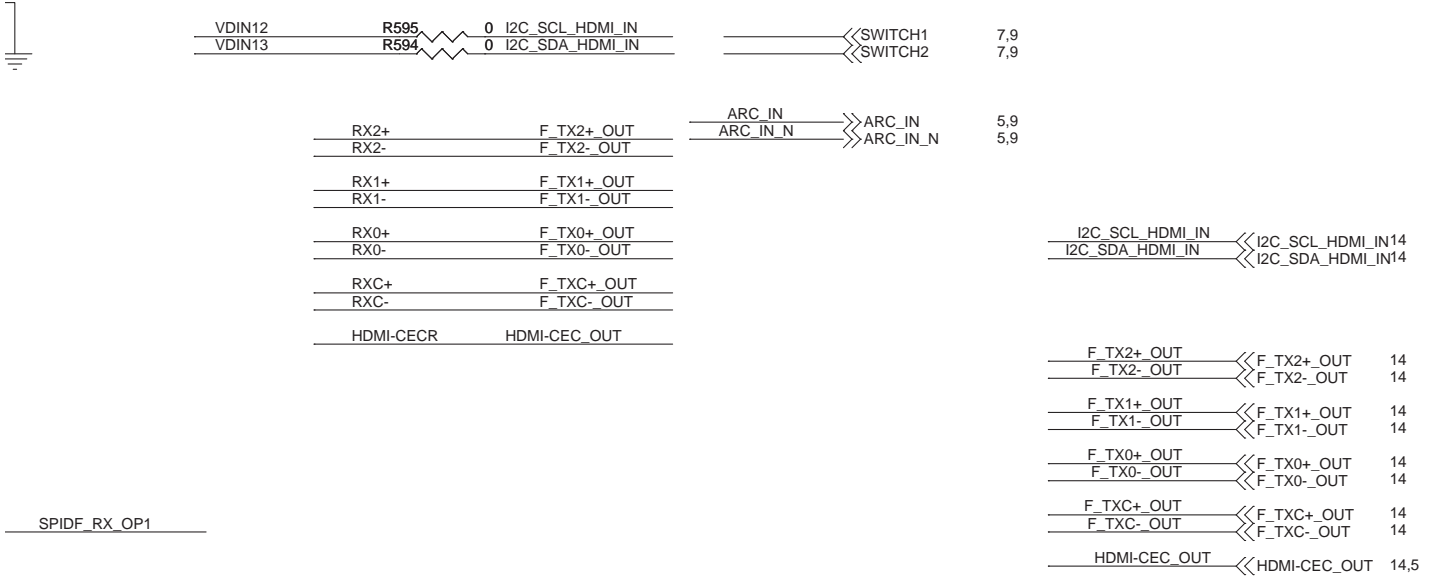 VDIN12 R595 0 I2C_SCL_HDMI_IN
VDIN13 R594 0 I2C_SDA_HDMI_IN
SWITCH1 7,9
SWITCH2 7,9
ARC_IN ARC_IN 5,9
ARC_IN_N ARC_IN_N 5,9
RX2+ F_TX2+_OUT
RX2- F_TX2-_OUT
RX1+ F_TX1+_OUT
RX1- F_TX1-_OUT
RX0+ F_TX0+_OUT
RX0- F_TX0-_OUT
RXC+ F_TXC+_OUT
RXC- F_TXC-_OUT
HDMI-CECR HDMI-CEC_OUT
I2C_SCL_HDMI_IN I2C_SCL_HDMI_IN 14
I2C_SDA_HDMI_IN I2C_SDA_HDMI_IN 14
F_TX2+_OUT F_TX2+_OUT 14
F_TX2-_OUT F_TX2-_OUT 14
F_TX1+_OUT F_TX1+_OUT 14
F_TX1-_OUT F_TX1-_OUT 14
F_TX0+_OUT F_TX0+_OUT 14
F_TX0-_OUT F_TX0-_OUT 14
F_TXC+_OUT F_TXC+_OUT 14
F_TXC-_OUT F_TXC-_OUT 14
HDMI-CEC_OUT HDMI-CEC_OUT 14,5
SPIDF_RX_OP1